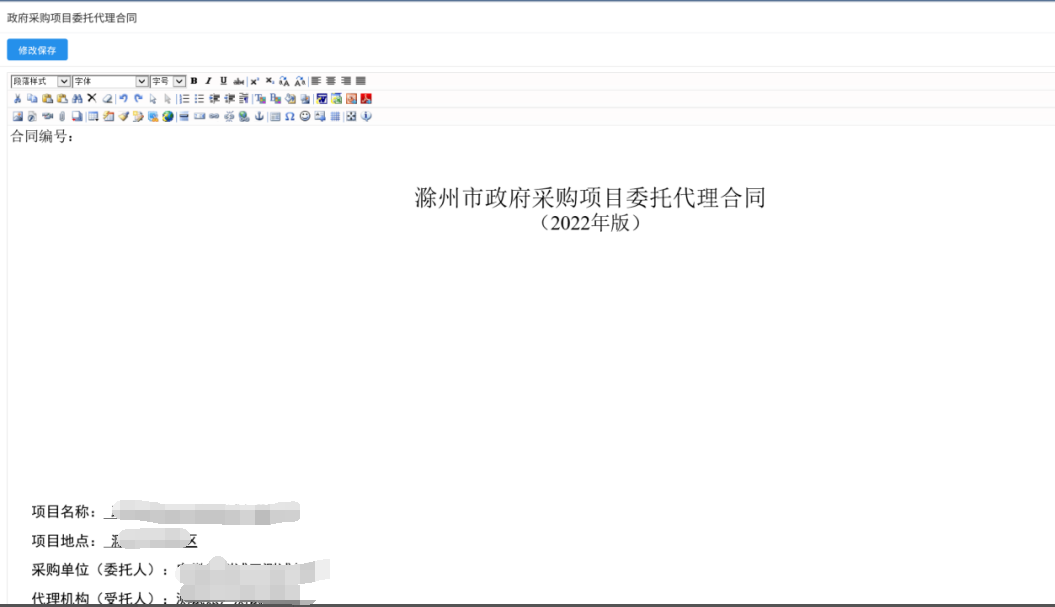 政府采购项目委托代理合同
修改保存
段落样式 字体 字号 B I U abc
合同编号：
滁州市政府采购项目委托代理合同
（2022年版）
项目名称：
项目地点： 区
采购单位（委托人）：
代理机构（受托人）：